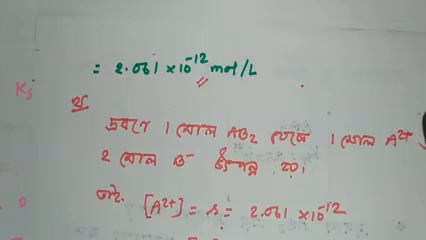 = 2.061 × 10⁻¹² mol/L
Ks
খ)
দ্রবণে 1 মোল AB₂ থেকে 1 মোল A²⁺
2 মোল B⁻ উৎপন্ন হয়।
তাই, [A²⁺] = s = 2.061 × 10⁻¹²